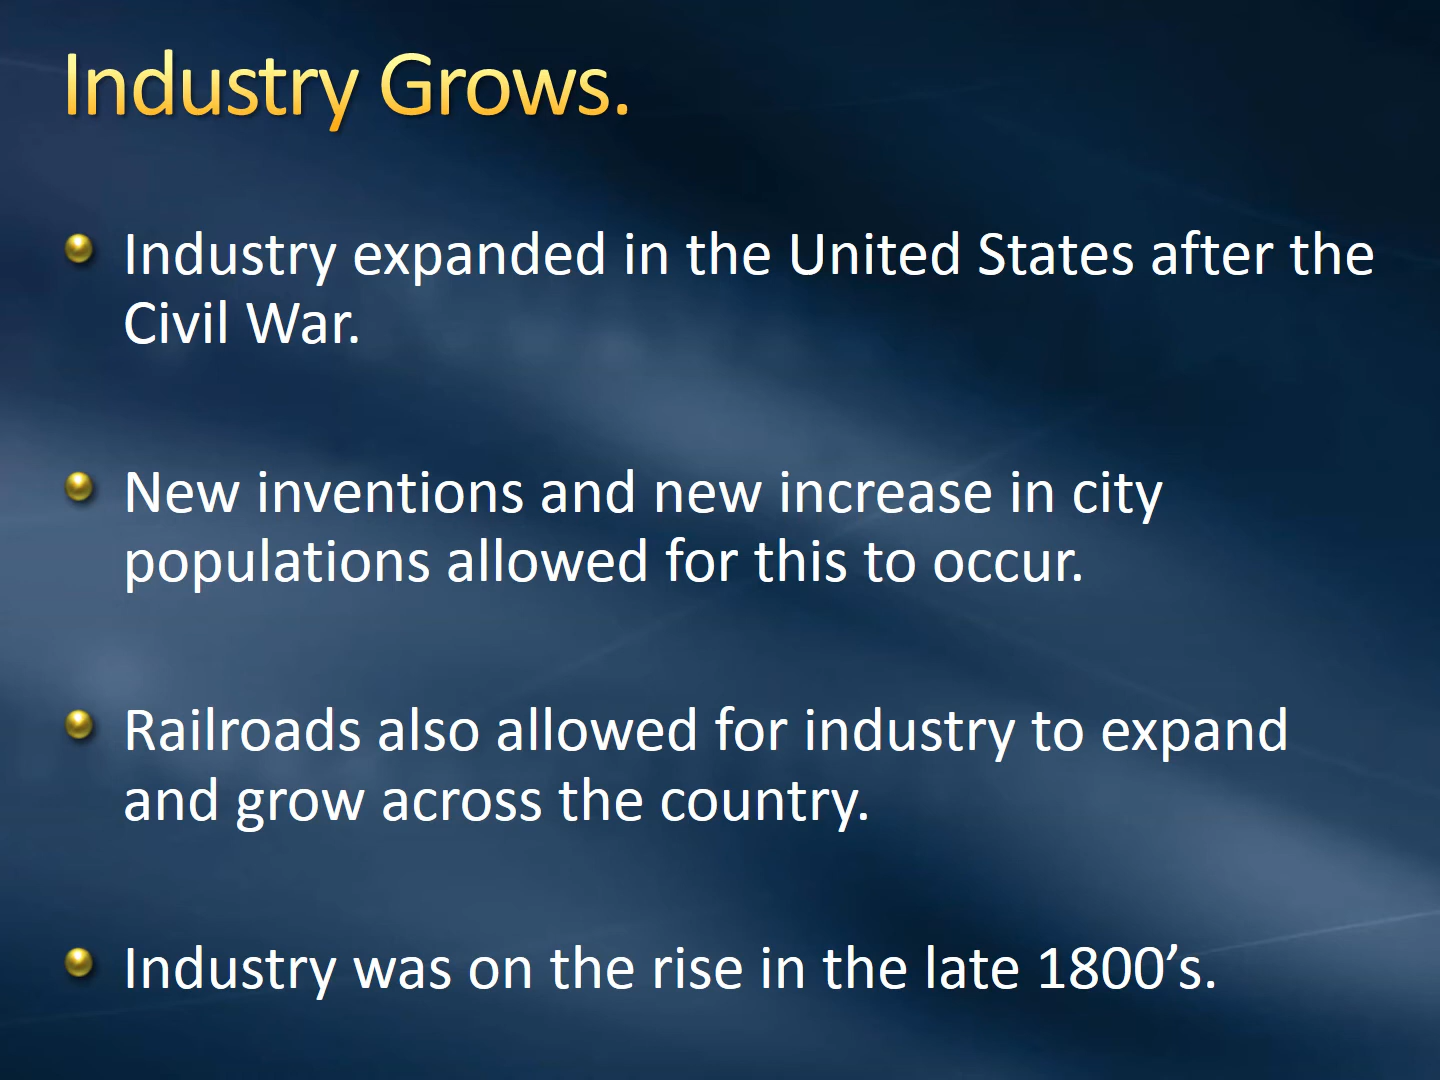 Industry Grows.
Industry expanded in the United States after the
Civil War.
New inventions and new increase in city
populations allowed for this to occur.
Railroads also allowed for industry to expand
and grow across the country.
Industry was on the rise in the late 1800’s.